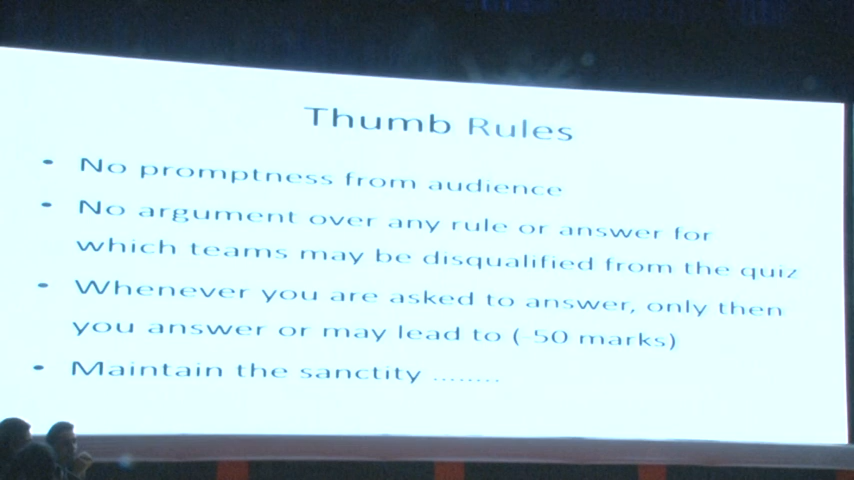 Thumb Rules
• No promptness from audience
• No argument over any rule or answer for
which teams may be disqualified from the quiz
• Whenever you are asked to answer, only then
you answer or may lead to (-50 marks)
• Maintain the sanctity ........